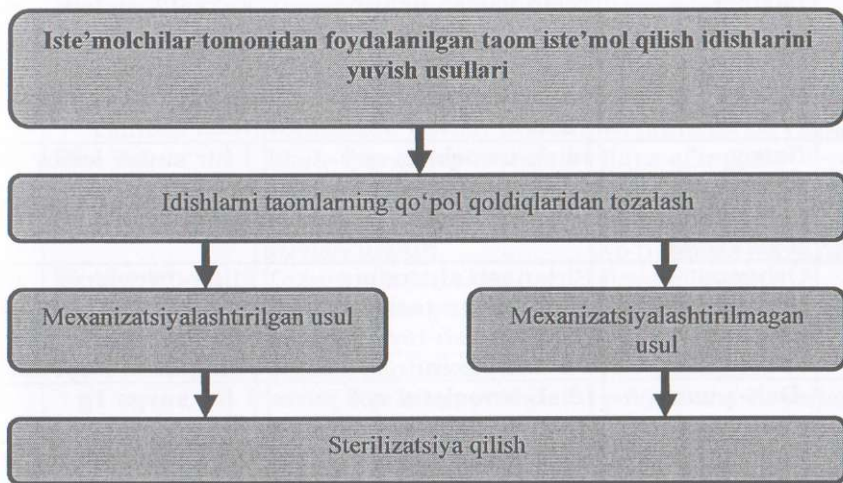 Iste’molchilar tomonidan foydalanilgan taom iste’mol qilish idishlarini
yuvish usullari
Idishlarni taomlarning qo‘pol qoldiqlaridan tozalash
Mexanizatsiyalashtirilgan usul
Mexanizatsiyalashtirilmagan
usul
Sterilizatsiya qilish